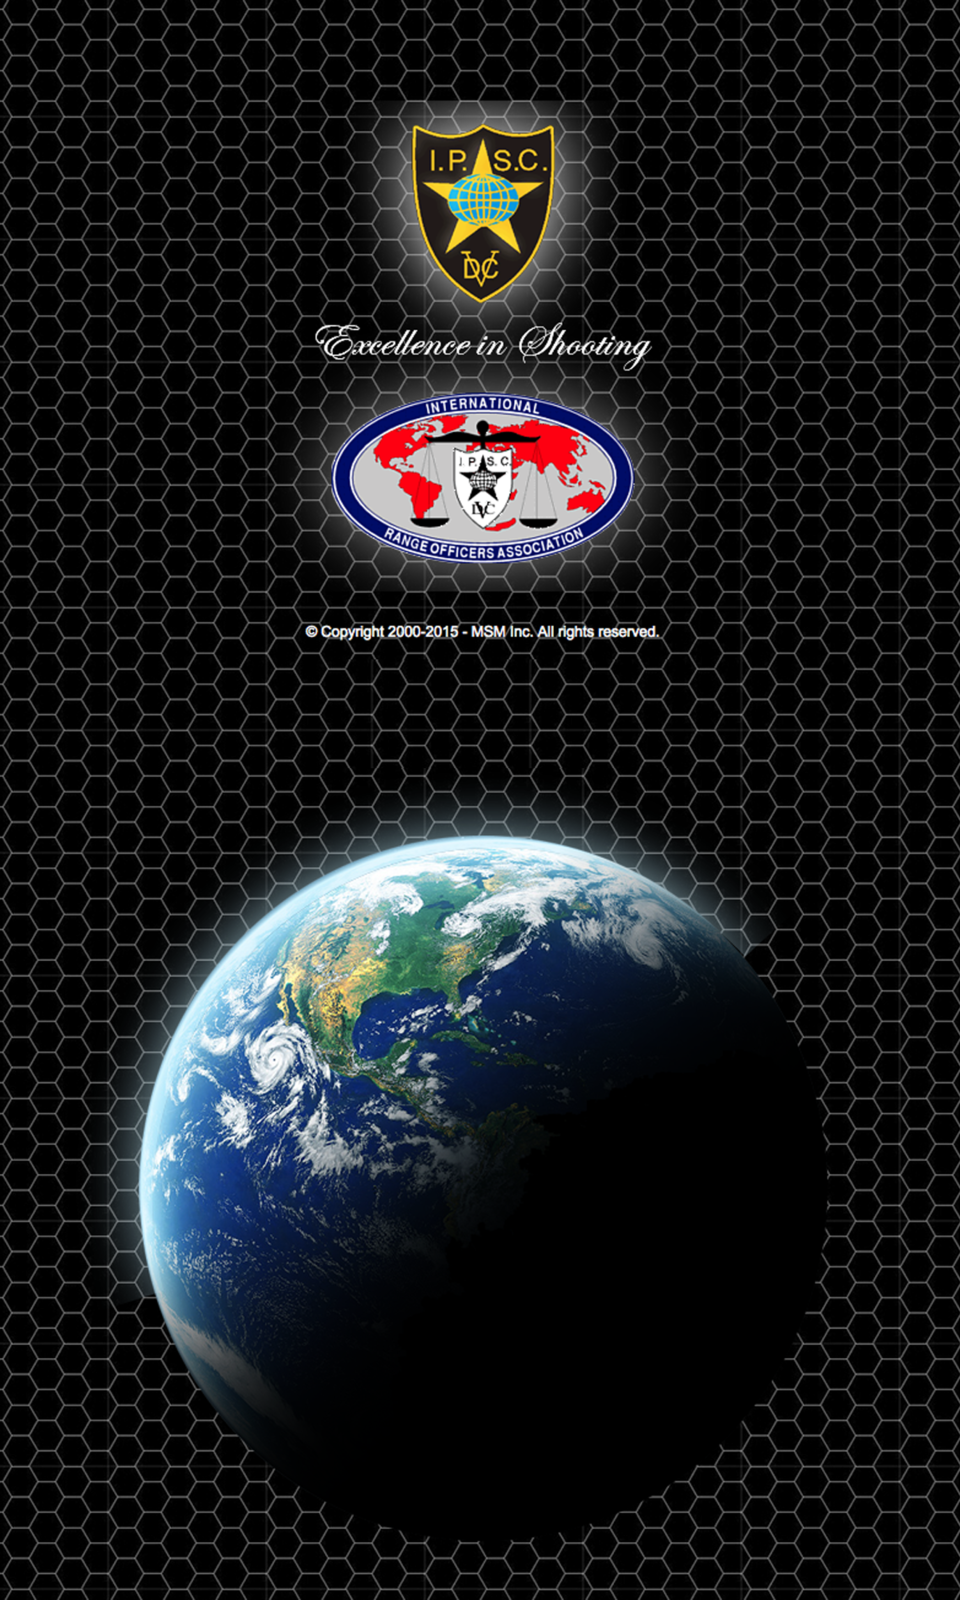 I.P.S.C.
DVC
Excellence in Shooting
INTERNATIONAL
I.P.S.C.
DVC
RANGE OFFICERS ASSOCIATION
© Copyright 2000-2015 - MSM Inc. All rights reserved.